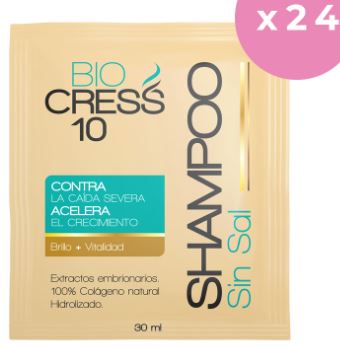 x24
BIO
CRESS
10
CONTRA
LA CAÍDA SEVERA
ACELERA
EL CRECIMIENTO
Brillo + Vitalidad
Extractos embrionarios.
100% Colágeno natural
Hidrolizado.
30 ml
SHAMPOO
Sin Sal